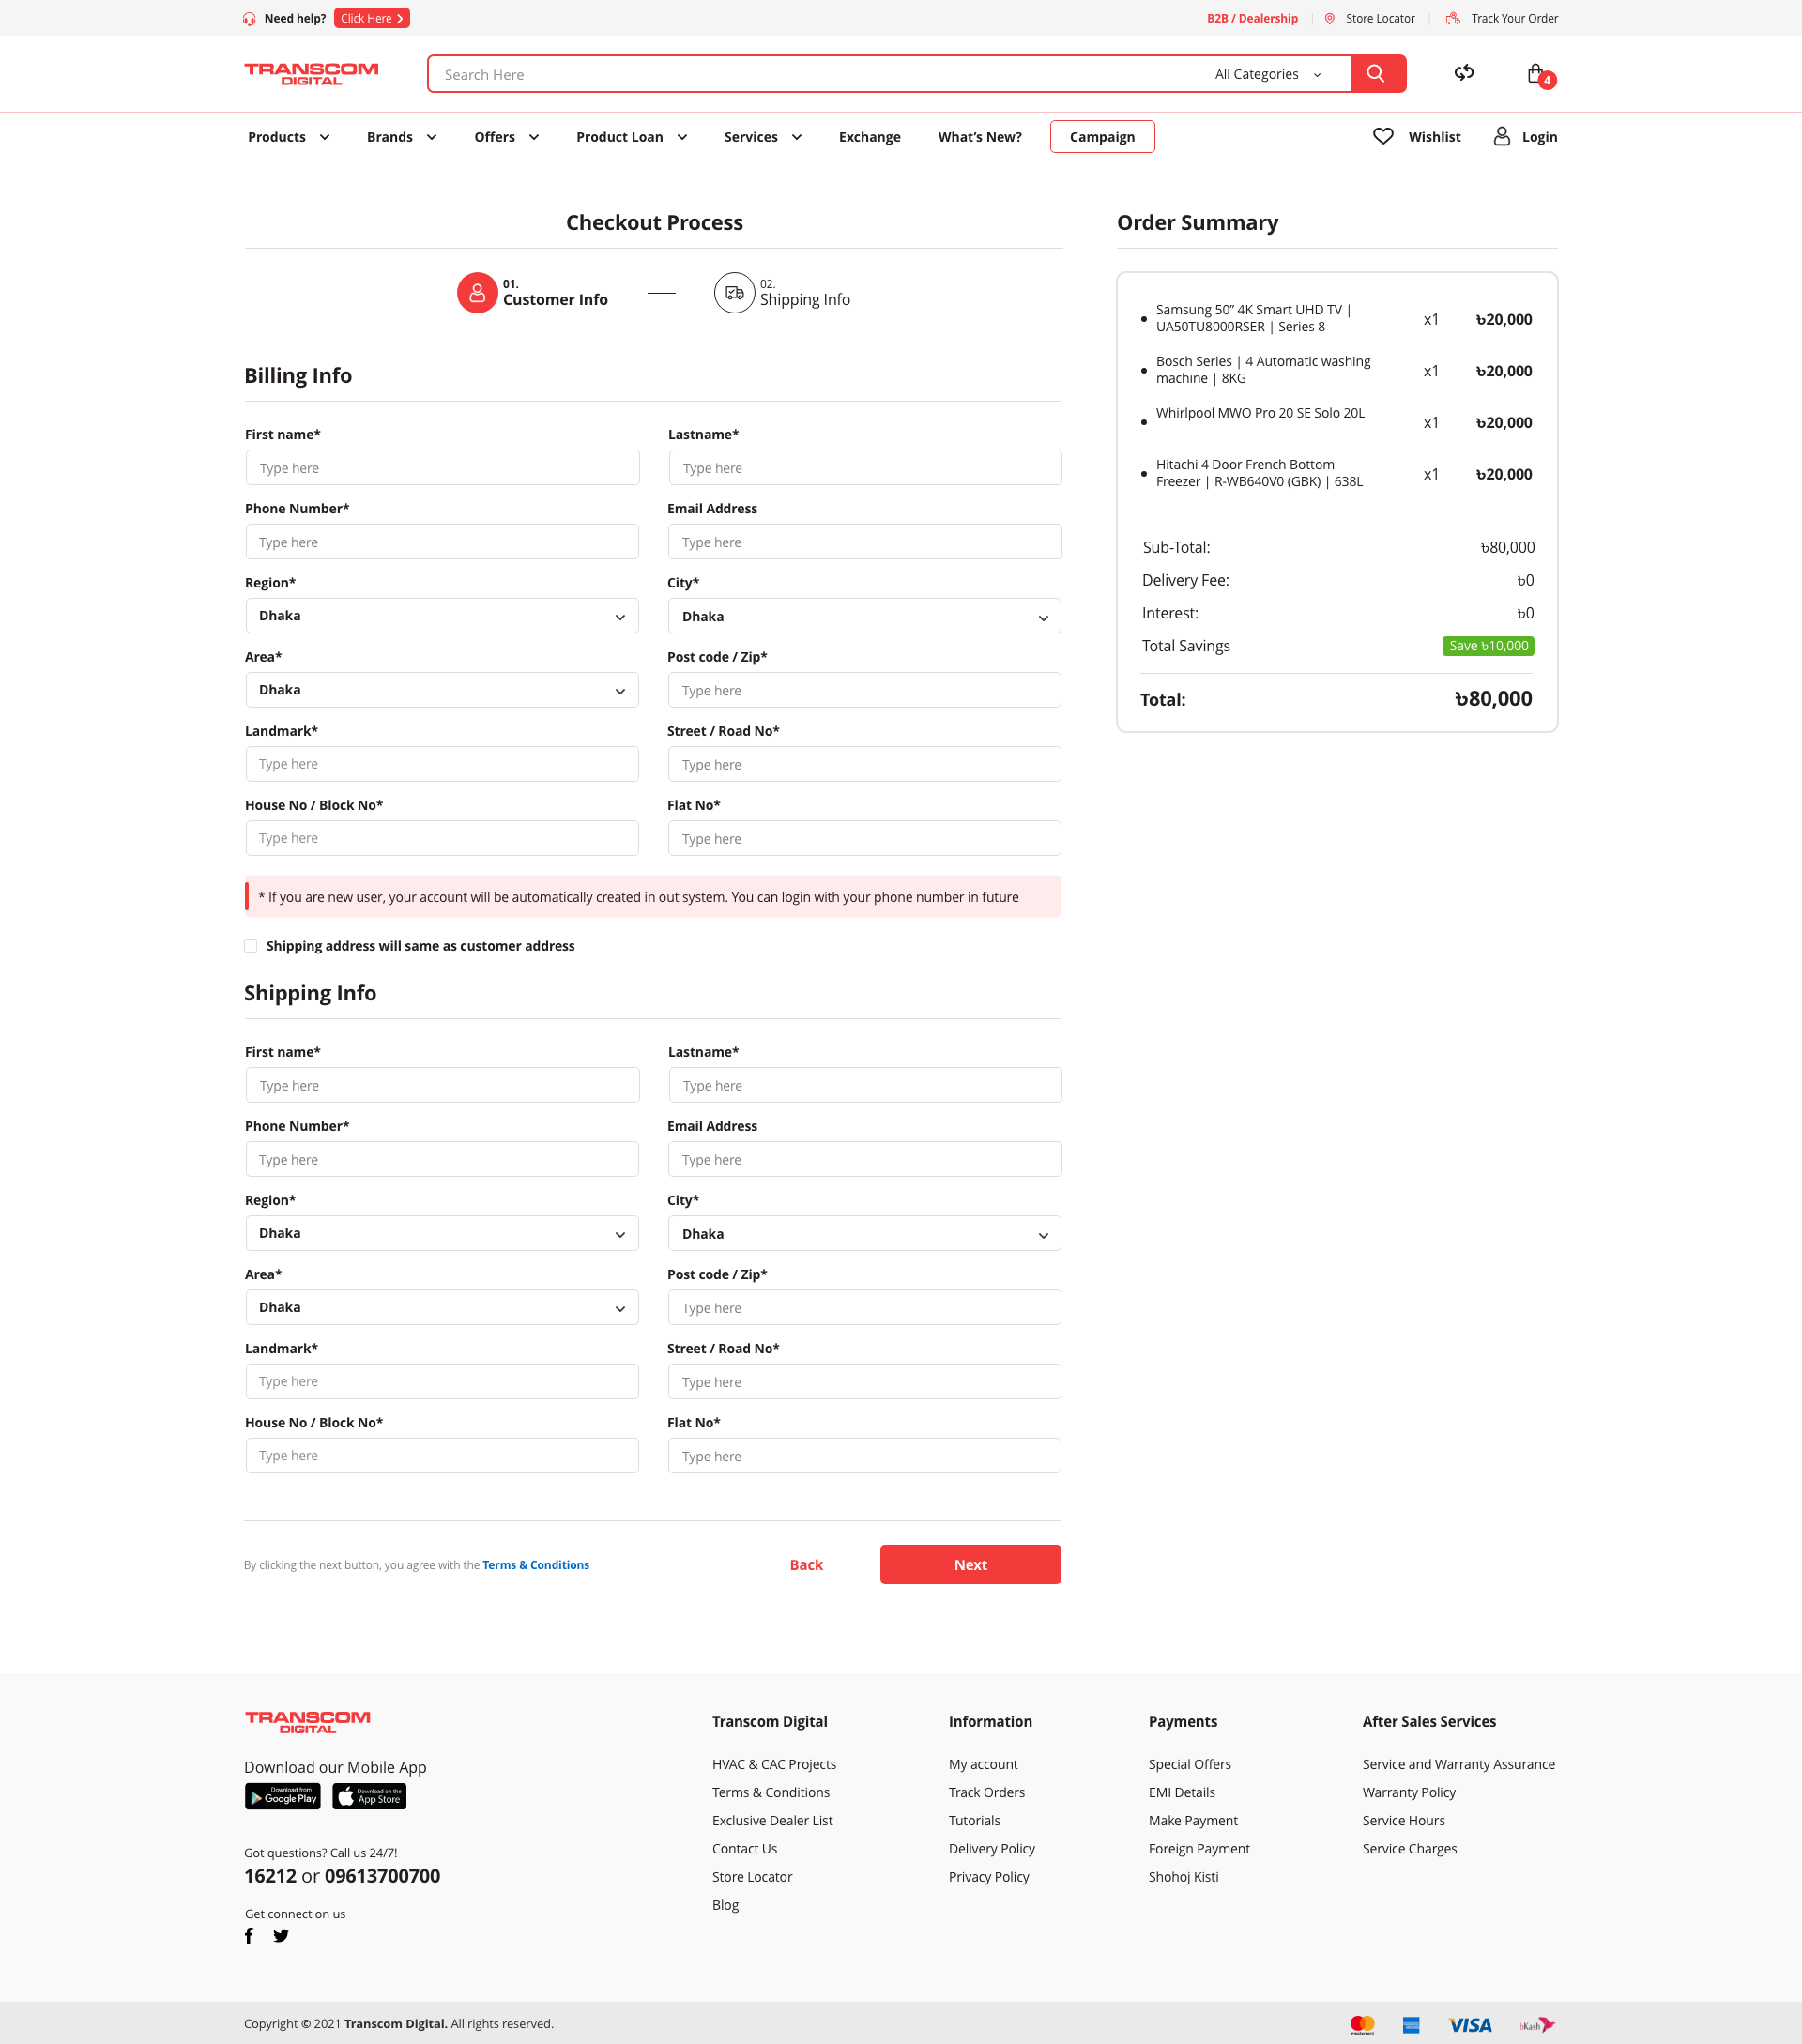 Need help? Click Here
B2B / Dealership | Store Locator | Track Your Order
TRANSCOM
DIGITAL
Search Here
All Categories
4
Products Brands Offers Product Loan Services Exchange What's New? Campaign
Wishlist Login
Checkout Process
01.
Customer Info
02.
Shipping Info
Billing Info
First name* Lastname*
Type here Type here
Phone Number* Email Address
Type here Type here
Region* City*
Dhaka Dhaka
Area* Post code / Zip*
Dhaka Type here
Landmark* Street / Road No*
Type here Type here
House No / Block No* Flat No*
Type here Type here
* If you are new user, your account will be automatically created in out system. You can login with your phone number in future
Shipping address will same as customer address
Shipping Info
First name* Lastname*
Type here Type here
Phone Number* Email Address
Type here Type here
Region* City*
Dhaka Dhaka
Area* Post code / Zip*
Dhaka Type here
Landmark* Street / Road No*
Type here Type here
House No / Block No* Flat No*
Type here Type here
By clicking the next button, you agree with the Terms & Conditions
Back Next
Order Summary
Samsung 50" 4K Smart UHD TV |
UA50TU8000RSER | Series 8
x1 ৳20,000
Bosch Series | 4 Automatic washing
machine | 8KG
x1 ৳20,000
Whirlpool MWO Pro 20 SE Solo 20L
x1 ৳20,000
Hitachi 4 Door French Bottom
Freezer | R-WB640V0 (GBK) | 638L
x1 ৳20,000
Sub-Total: ৳80,000
Delivery Fee: ৳0
Interest: ৳0
Total Savings Save ৳10,000
Total: ৳80,000
TRANSCOM
DIGITAL
Download our Mobile App
Download from
Google Play
Download on the
App Store
Got questions? Call us 24/7!
16212 or 09613700700
Get connect on us
Transcom Digital
HVAC & CAC Projects
Terms & Conditions
Exclusive Dealer List
Contact Us
Store Locator
Blog
Information
My account
Track Orders
Tutorials
Delivery Policy
Privacy Policy
Payments
Special Offers
EMI Details
Make Payment
Foreign Payment
Shohoj Kisti
After Sales Services
Service and Warranty Assurance
Warranty Policy
Service Hours
Service Charges
Copyright © 2021 Transcom Digital. All rights reserved.
VISA
bKash